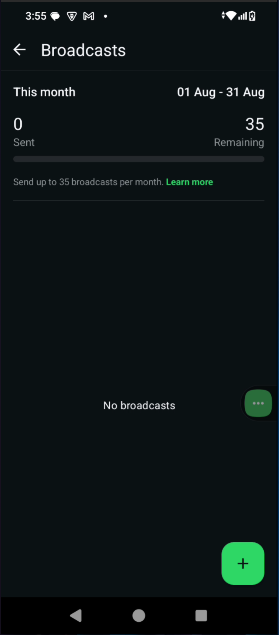 3:55
Broadcasts
This month 01 Aug - 31 Aug
0 35
Sent Remaining
Send up to 35 broadcasts per month. Learn more
No broadcasts